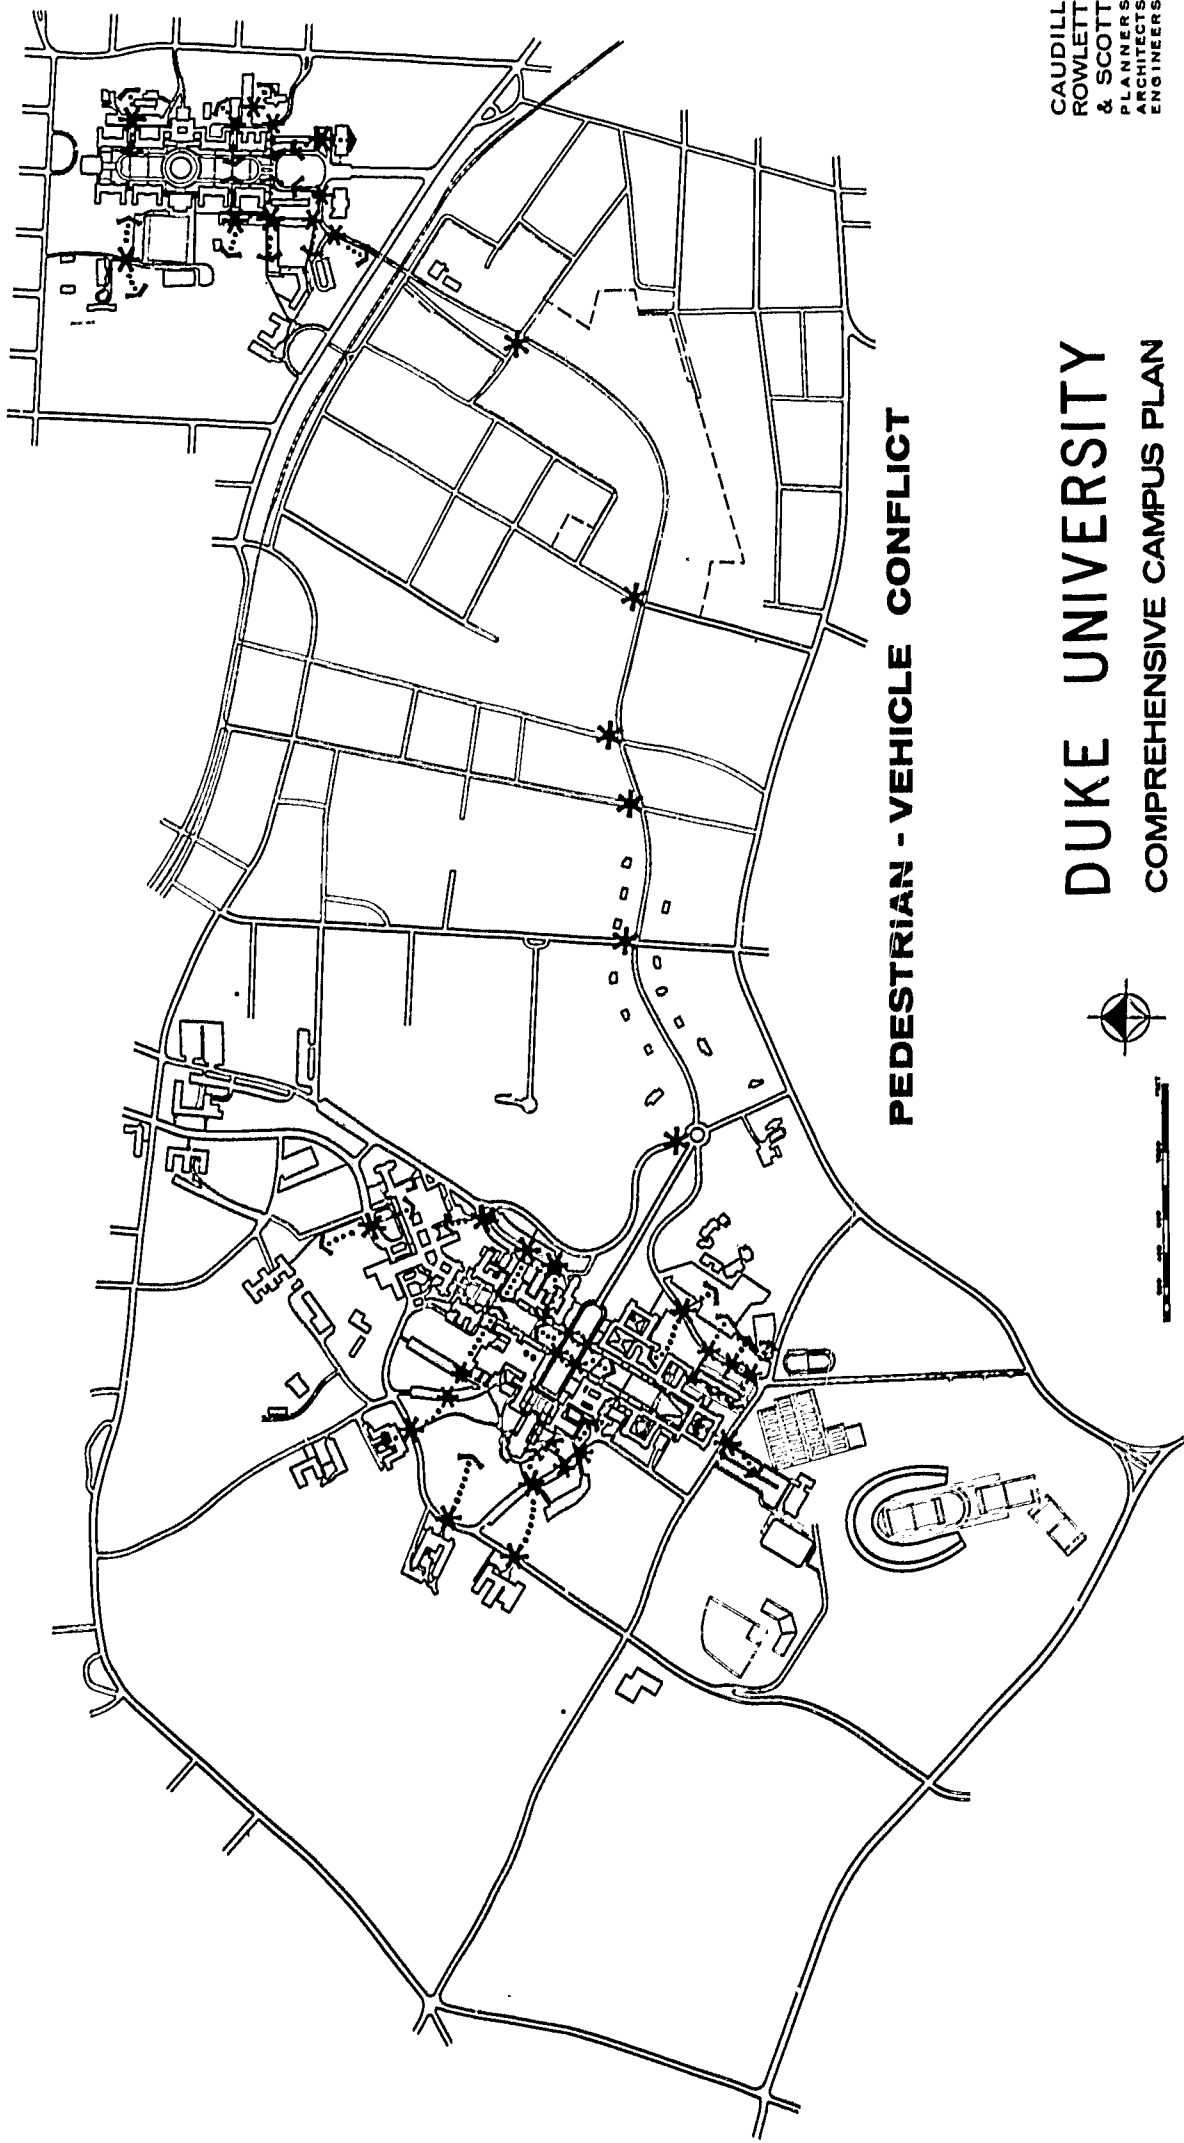 PEDESTRIAN - VEHICLE CONFLICT
DUKE UNIVERSITY
COMPREHENSIVE CAMPUS PLAN
CAUDILL
ROWLETT
& SCOTT
PLANNERS
ARCHITECTS
ENGINEERS